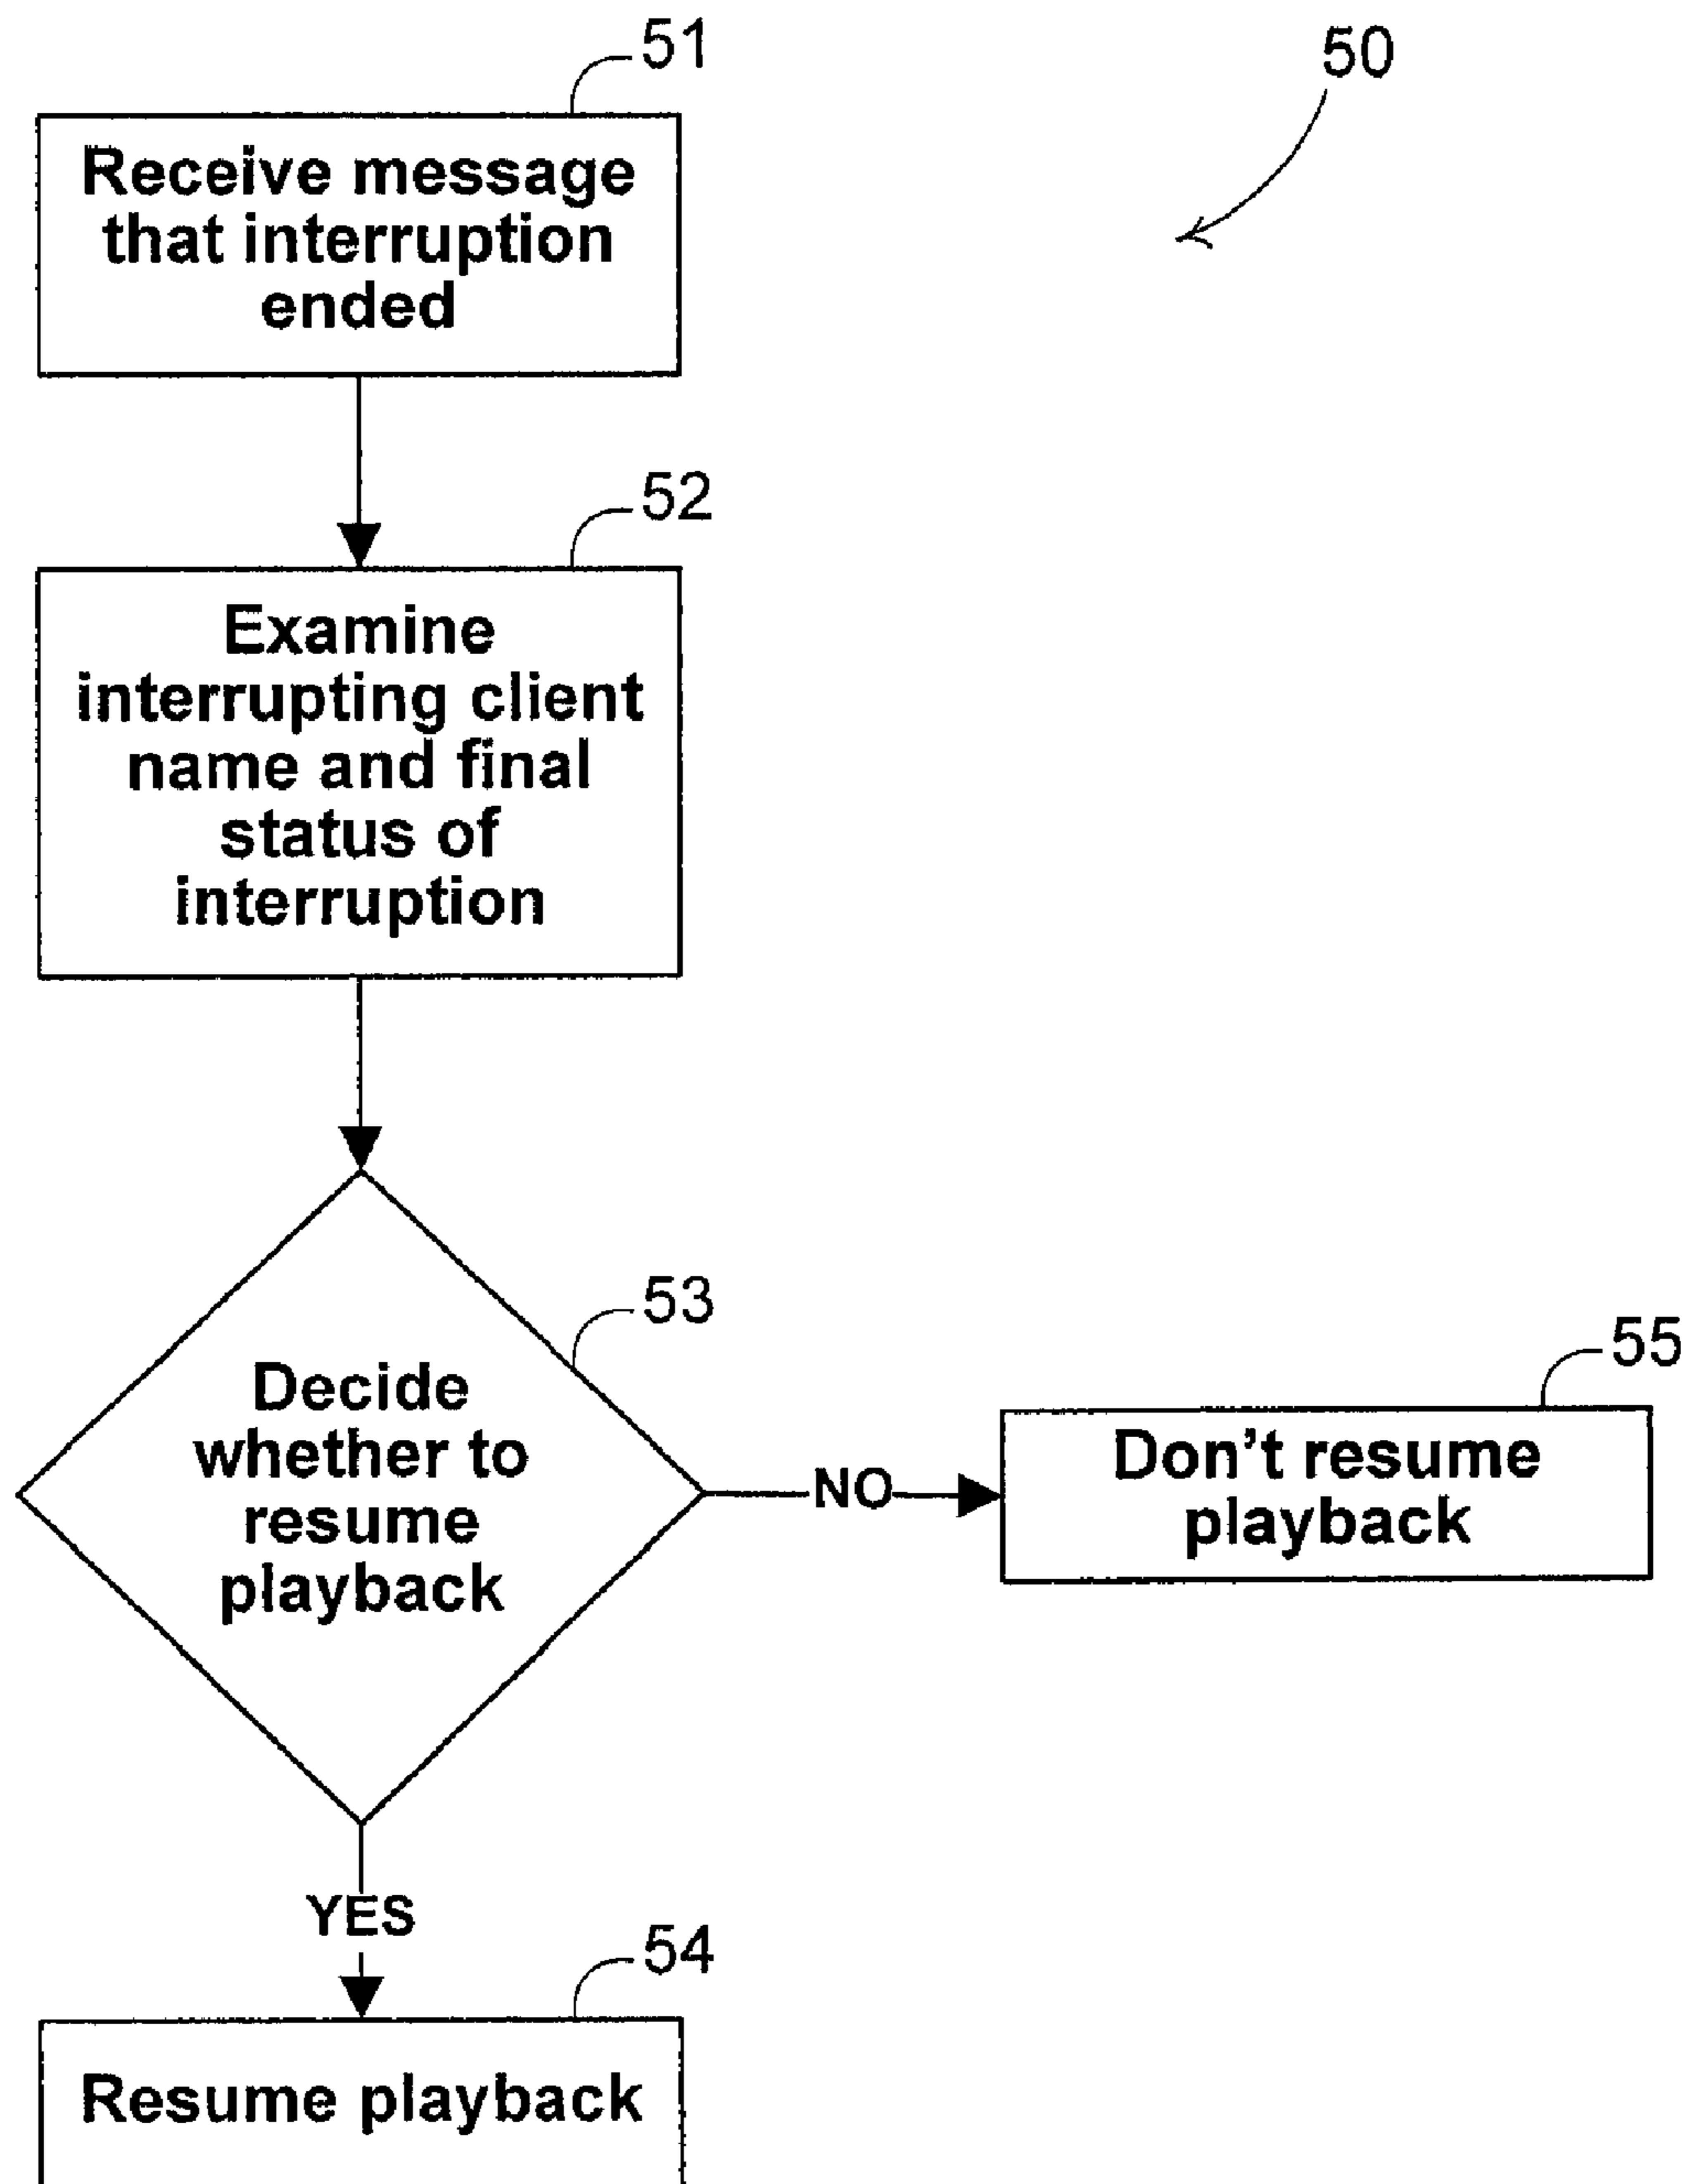 51
50
Receive message
that interruption
ended
52
Examine
interrupting client
name and final
status of
interruption
53
Decide
whether to
resume
playback
NO
55
Don't resume
playback
YES
54
Resume playback